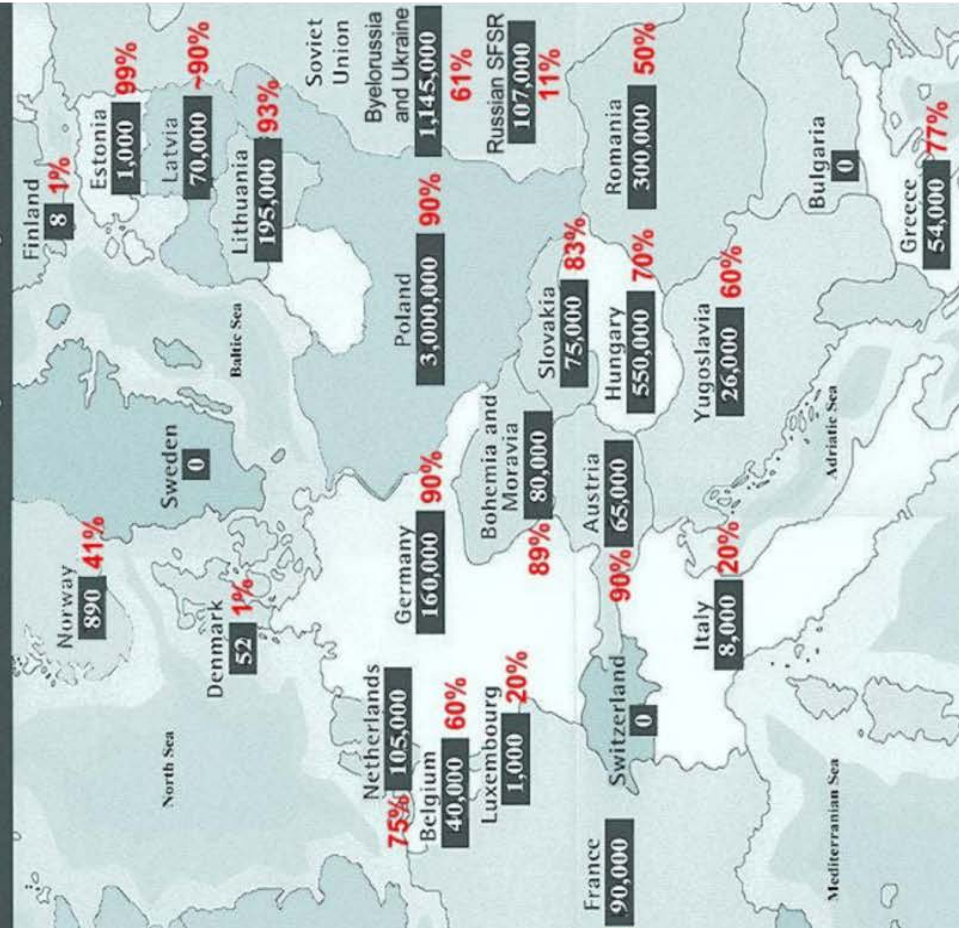 Finland
8 1%
Norway
890 41%
Estonia
1,000 99%
Sweden
0
Latvia
70,000 ~90%
North Sea
Denmark
52 1%
Baltic Sea
Lithuania
195,000 93%
Soviet
Union
Netherlands
75% 105,000
Germany
160,000 90%
Poland
3,000,000 90%
Byelorussia
and Ukraine
1,145,000
61%
Belgium
40,000 60%
Luxembourg
1,000 20%
Bohemia and
Moravia
89% 80,000
Russian SFSR
107,000
11%
Slovakia
75,000 83%
France
90,000
Switzerland
0
Austria
90% 65,000
Hungary
550,000 70%
Romania
300,000 50%
Italy
8,000 20%
Yugoslavia
26,000 60%
Bulgaria
0
Adriatic Sea
Mediterranean Sea
Greece
54,000 77%